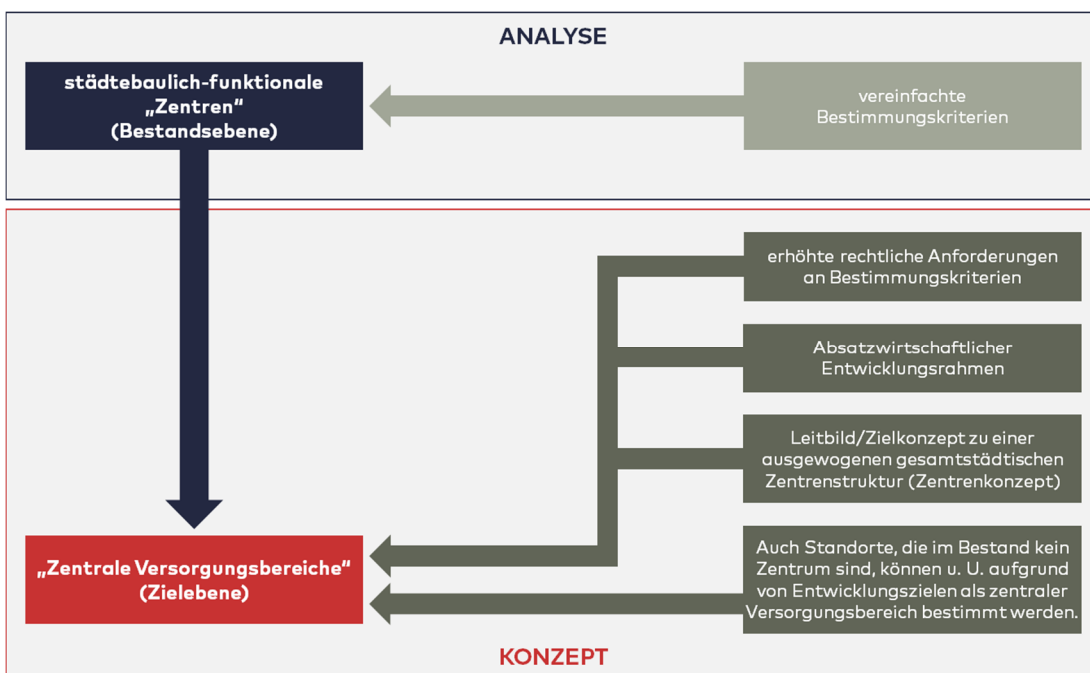 ANALYSE
städtebaulich-funktionale
„Zentren“
(Bestandsebene)
vereinfachte
Bestimmungskriterien
erhöhte rechtliche Anforderungen
an Bestimmungskriterien
Absatzwirtschaftlicher
Entwicklungsrahmen
Leitbild/Zielkonzept zu einer
ausgewogenen gesamtstädtischen
Zentrenstruktur (Zentrenkonzept)
„Zentrale Versorgungsbereiche“
(Zielebene)
Auch Standorte, die im Bestand kein
Zentrum sind, können u. U. aufgrund
von Entwicklungszielen als zentraler
Versorgungsbereich bestimmt werden.
KONZEPT